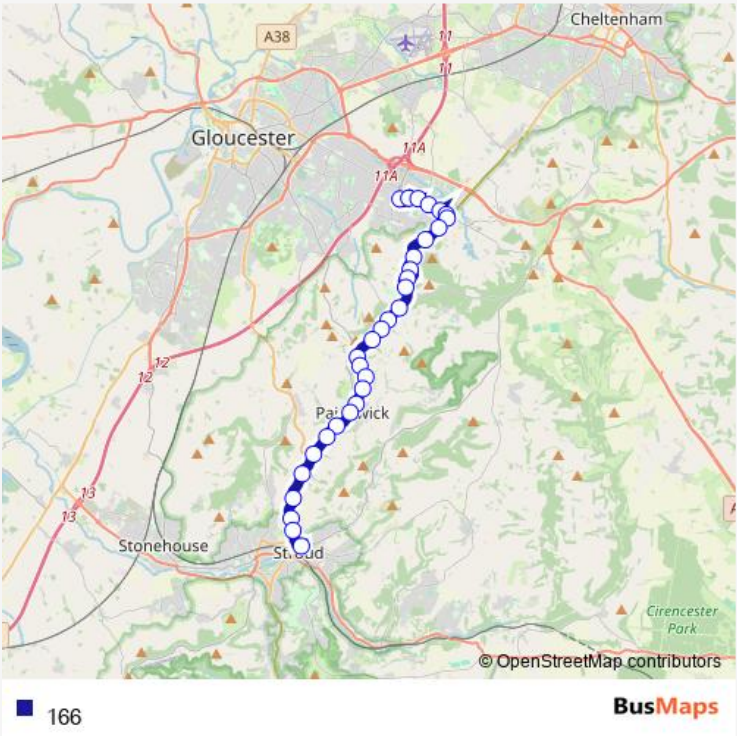 Cheltenham
A38
11
11
Gloucester
11A
11A
12
12
Painswick
13
13
Stonehouse
Stroud
Cirencester
Park
© OpenStreetMap contributors
166
BusMaps